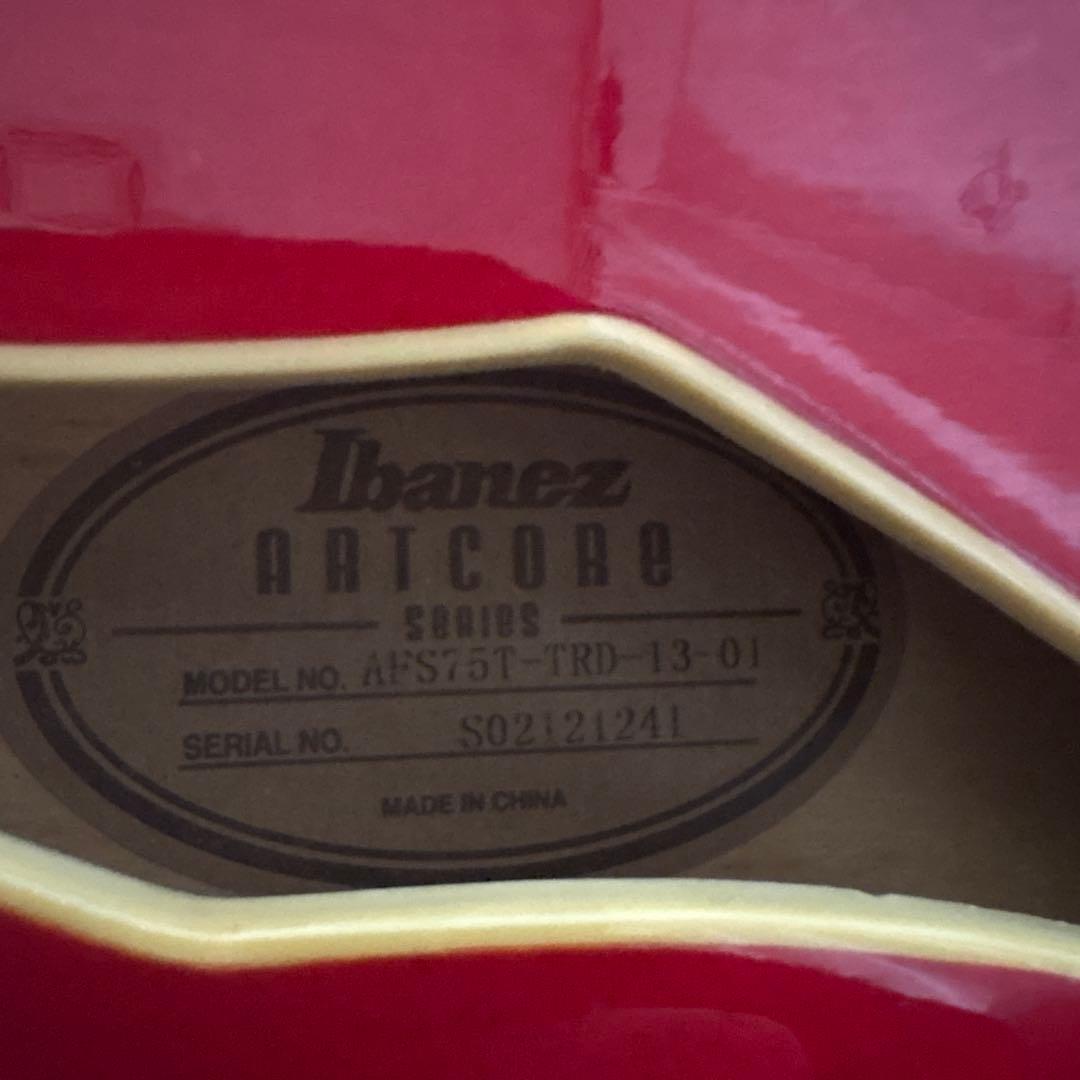 Ibanez
ARTCORE
SERIES
MODEL NO. AFS75T-TRD-13-01
SERIAL NO. S02121241
MADE IN CHINA